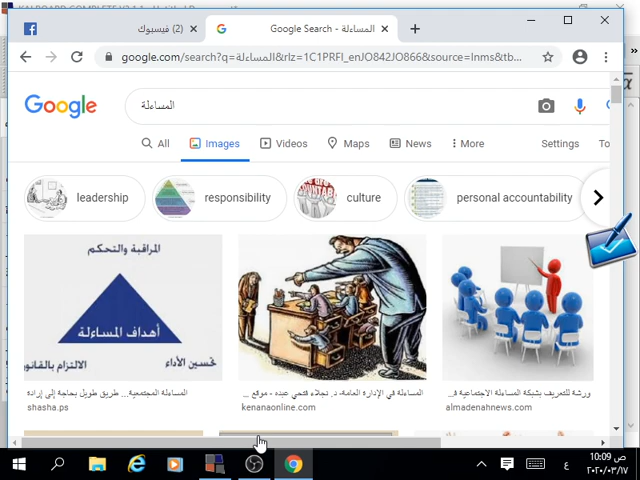 (2) فيسبوك
Google Search - المساءلة
google.com/search?q=المساءلة&rlz=1C1PRFI_enJO842JO866&source=lnms&tb...
Google
المساءلة
All
Images
Videos
Maps
News
More
Settings
To
leadership
responsibility
culture
personal accountability
المراقبة والتحكم
أهداف المساءلة
تحسين الأداء
الالتزام بالقانو
المساءلة المجتمعية... طريق طويل بحاجة إلى إرادة
shasha.ps
المساءلة في الإدارة العامة، د. نجلاء فتحي عبده - موقع ...
kenanaonline.com
ورشة للتعريف بشبكة المساءلة الاجتماعية فـ...
almadenahnews.com
ع
10:09 ص
٢٠٢٠/٠٣/١٧